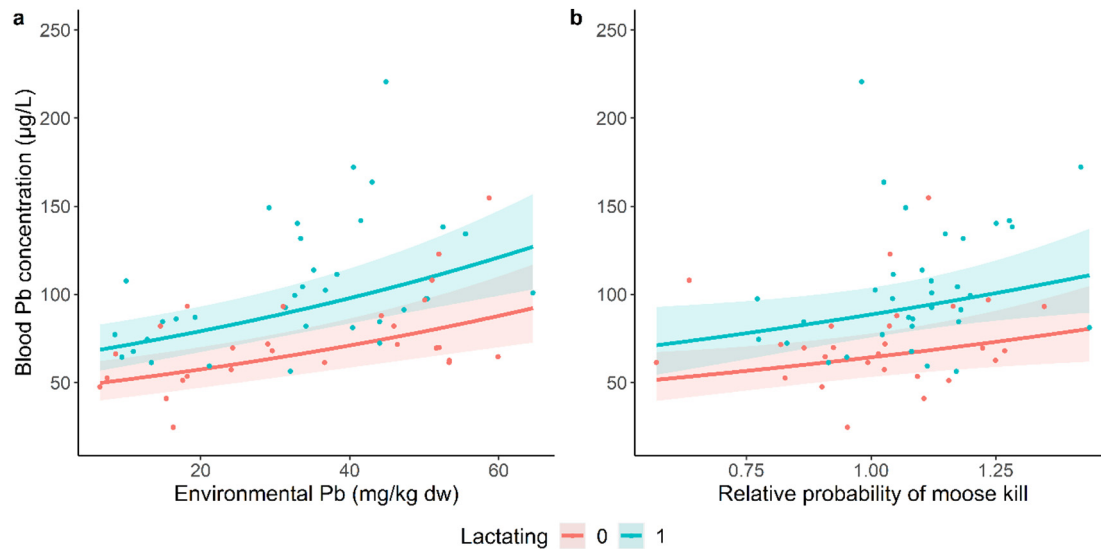 a
b
250
200
150
100
50
Blood Pb concentration (µg/L)
20
40
60
Environmental Pb (mg/kg dw)
250
200
150
100
50
0.75
1.00
1.25
Relative probability of moose kill
Lactating 0 1